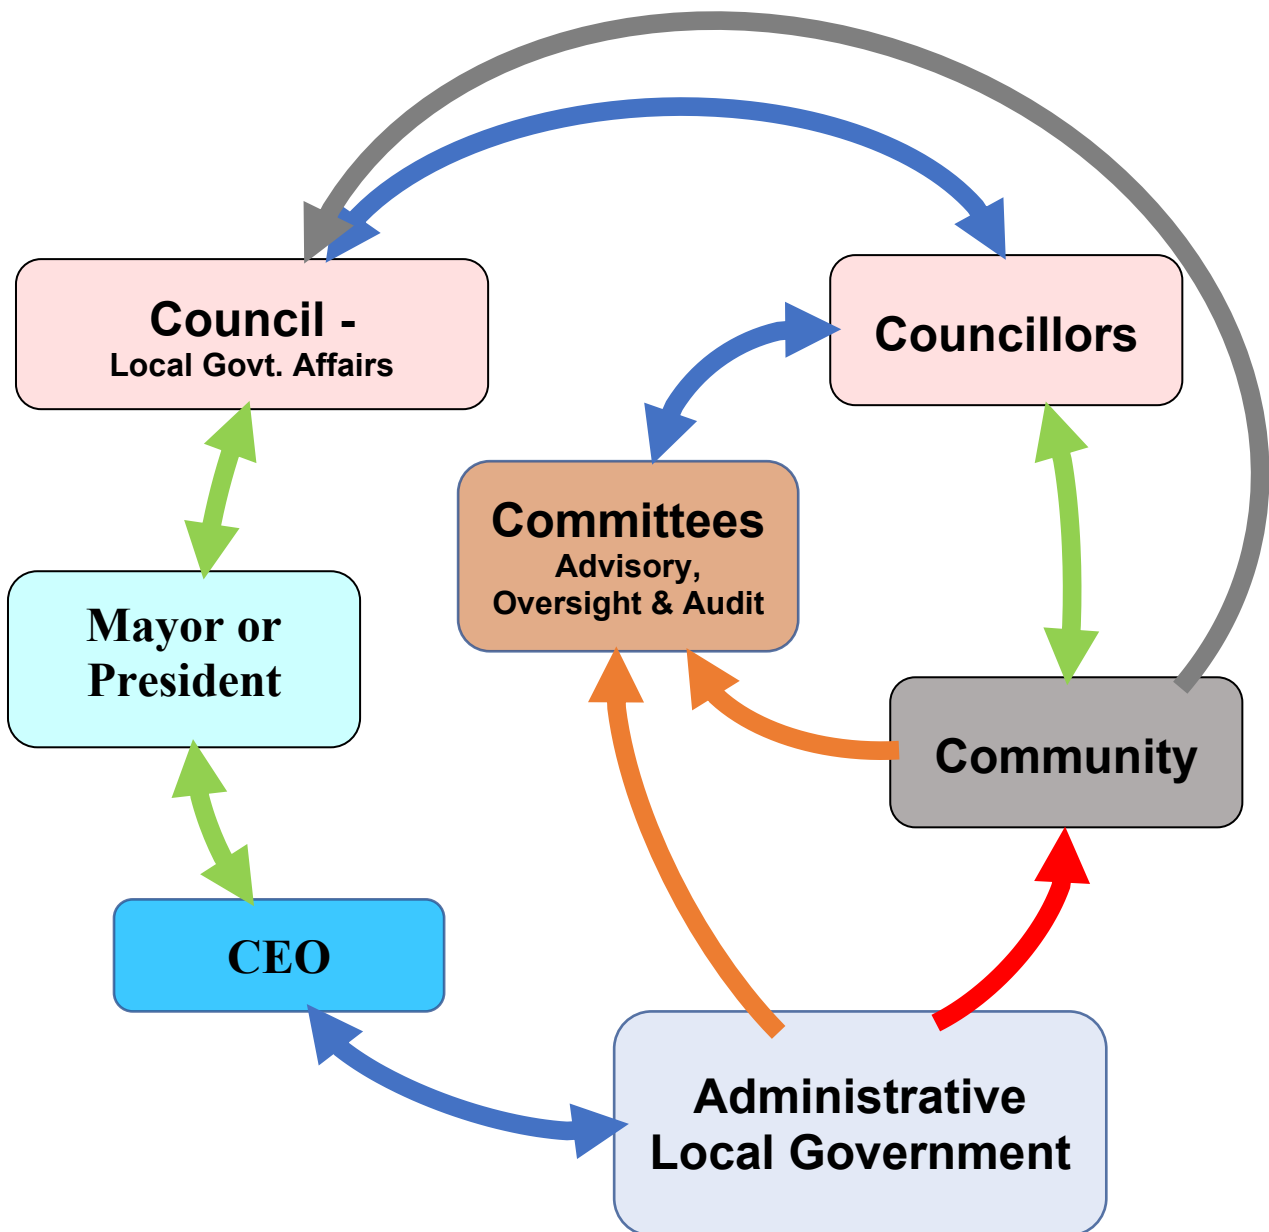 Council -
Local Govt. Affairs
Councillors
Committees
Advisory,
Oversight & Audit
Mayor or
President
Community
CEO
Administrative
Local Government